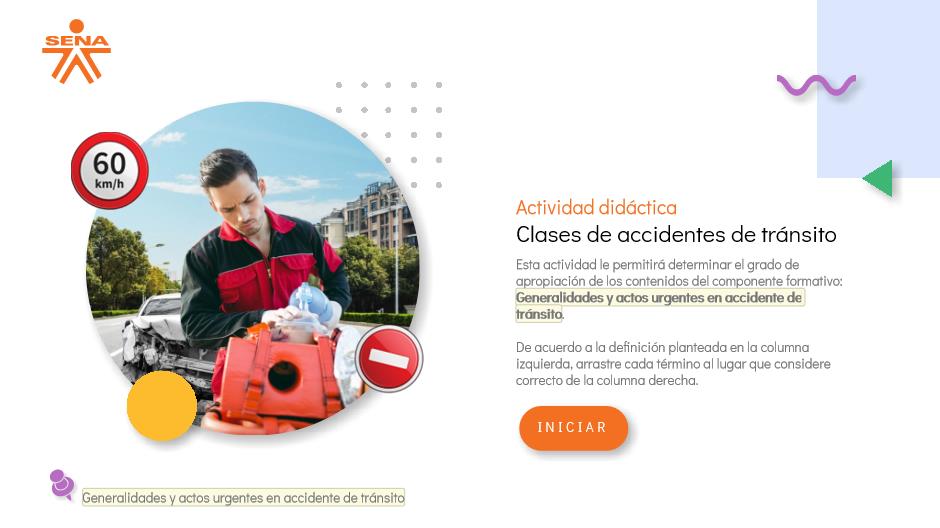 SENA
60
km/h
Actividad didáctica
Clases de accidentes de tránsito
Esta actividad le permitirá determinar el grado de
apropiación de los contenidos del componente formativo:
Generalidades y actos urgentes en accidente de
tránsito.
De acuerdo a la definición planteada en la columna
izquierda, arrastre cada término al lugar que considere
correcto de la columna derecha.
INICIAR
Generalidades y actos urgentes en accidente de tránsito